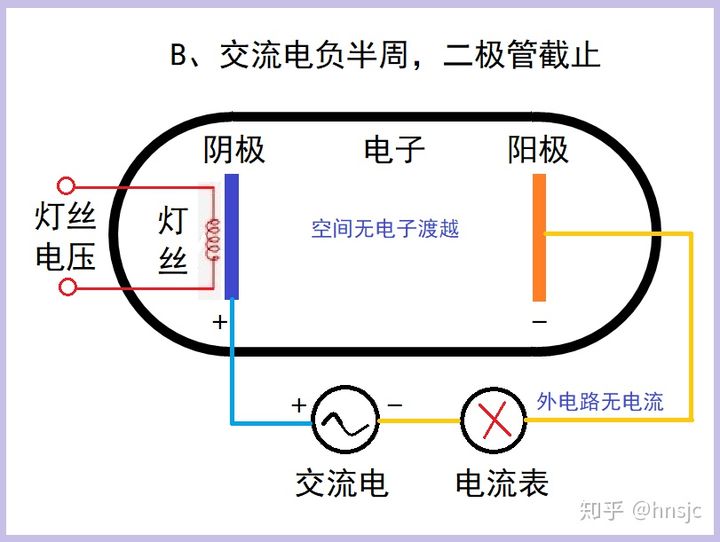 B、交流电负半周，二极管截止
阴极
电子
阳极
灯丝
电压
灯
丝
空间无电子渡越
+
−
+
−
外电路无电流
交流电
电流表
知乎 @hnsjc